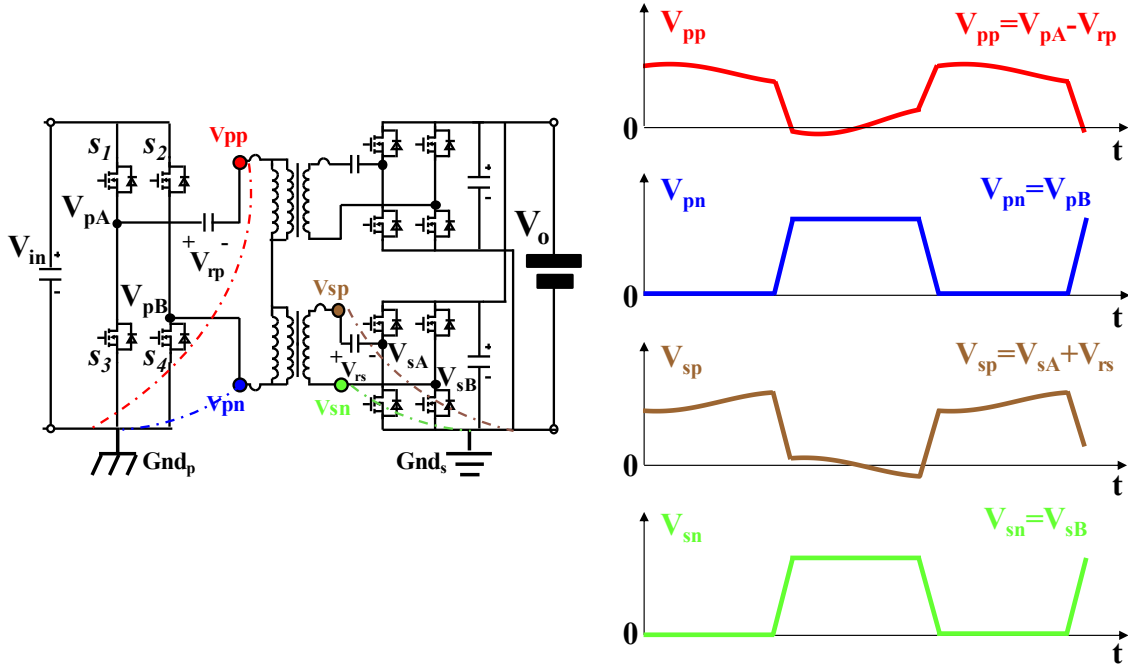 Vpp
s1
s2
VpA
+ -
Vrp
Vin
+
-
VpB
s3
s4
Vpn
Gndp
+
-
Vo
Vsp
+ -
Vrs
VsA
VsB
+
-
Vsn
Gnds
Vpp
Vpp=VpA-Vrp
0
t
Vpn
Vpn=VpB
0
t
Vsp
Vsp=VsA+Vrs
0
t
Vsn
Vsn=VsB
0
t